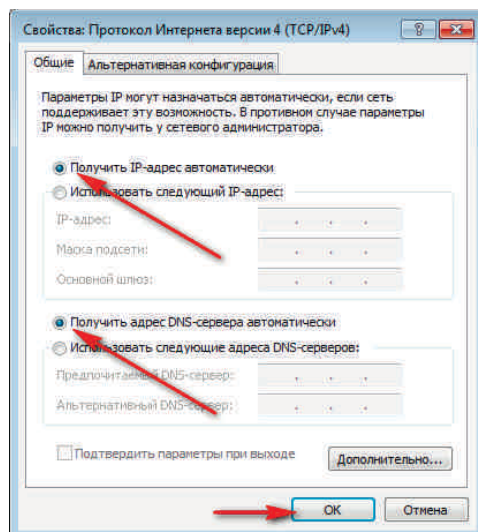 Свойства: Протокол Интернета версии 4 (TCP/IPv4)
Общие Альтернативная конфигурация
Параметры IP могут назначаться автоматически, если сеть
поддерживает эту возможность. В противном случае параметры
IP можно получить у сетевого администратора.
Получить IP-адрес автоматически
Использовать следующий IP-адрес:
IP-адрес:
Маска подсети:
Основной шлюз:
Получить адрес DNS-сервера автоматически
Использовать следующие адреса DNS-серверов:
Предпочитаемый DNS-сервер:
Альтернативный DNS-сервер:
Подтвердить параметры при выходе
Дополнительно...
ОК Отмена